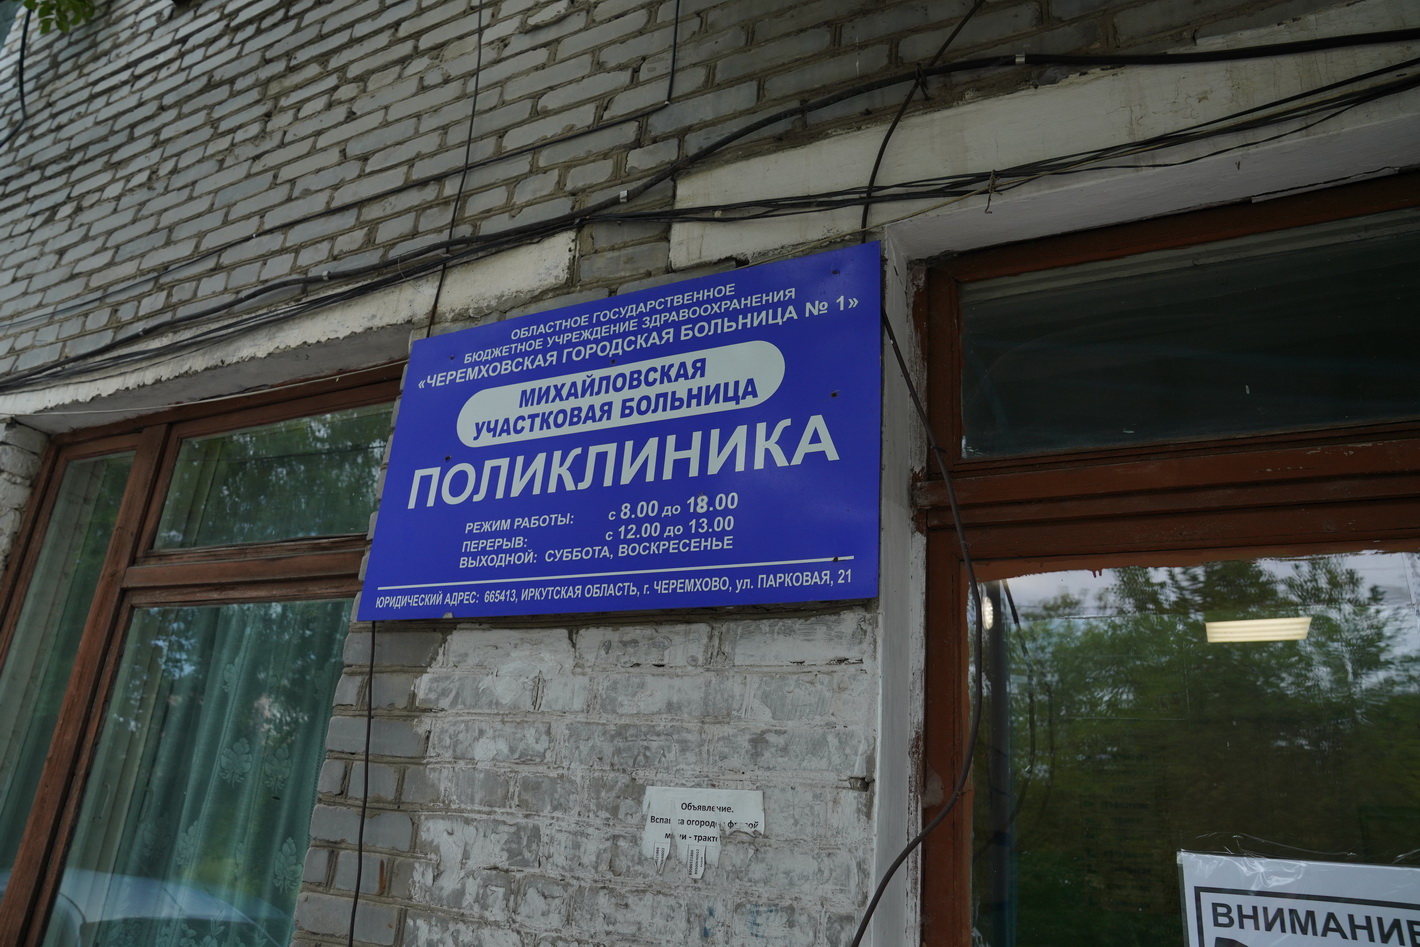 ОБЛАСТНОЕ ГОСУДАРСТВЕННОЕ
БЮДЖЕТНОЕ УЧРЕЖДЕНИЕ ЗДРАВООХРАНЕНИЯ
«ЧЕРЕМХОВСКАЯ ГОРОДСКАЯ БОЛЬНИЦА № 1»
МИХАЙЛОВСКАЯ
УЧАСТКОВАЯ БОЛЬНИЦА
ПОЛИКЛИНИКА
РЕЖИМ РАБОТЫ: с 8.00 до 18.00
ПЕРЕРЫВ: с 12.00 до 13.00
ВЫХОДНОЙ: СУББОТА, ВОСКРЕСЕНЬЕ
ЮРИДИЧЕСКИЙ АДРЕС: 665413, ИРКУТСКАЯ ОБЛАСТЬ, г. ЧЕРЕМХОВО, ул. ПАРКОВАЯ, 21
Объявление.
ВНИМАНИЕ